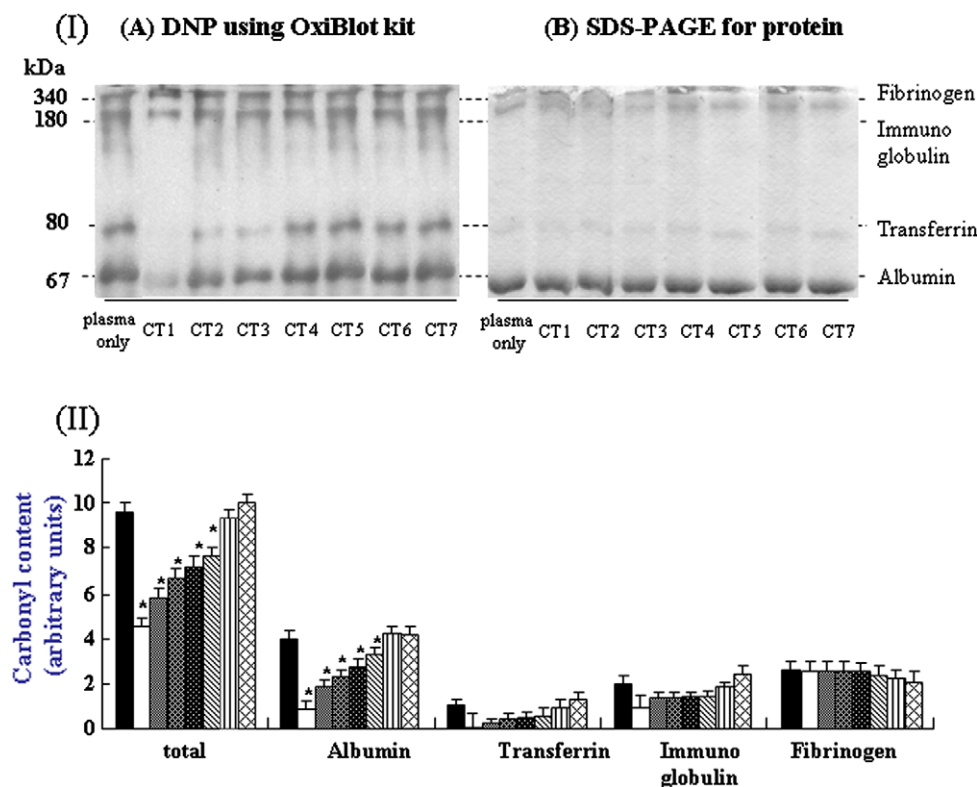 (I) (A) DNP using OxiBlot kit (B) SDS-PAGE for protein
kDa
340 Fibrinogen
180 Immuno
globulin
80 Transferrin
67 Albumin
plasma only CT1 CT2 CT3 CT4 CT5 CT6 CT7 plasma only CT1 CT2 CT3 CT4 CT5 CT6 CT7
(II)
Carbonyl content
(arbitrary units)
12
10
8
6
4
2
0
* * * * *
* * * * *
total Albumin Transferrin Immuno globulin Fibrinogen